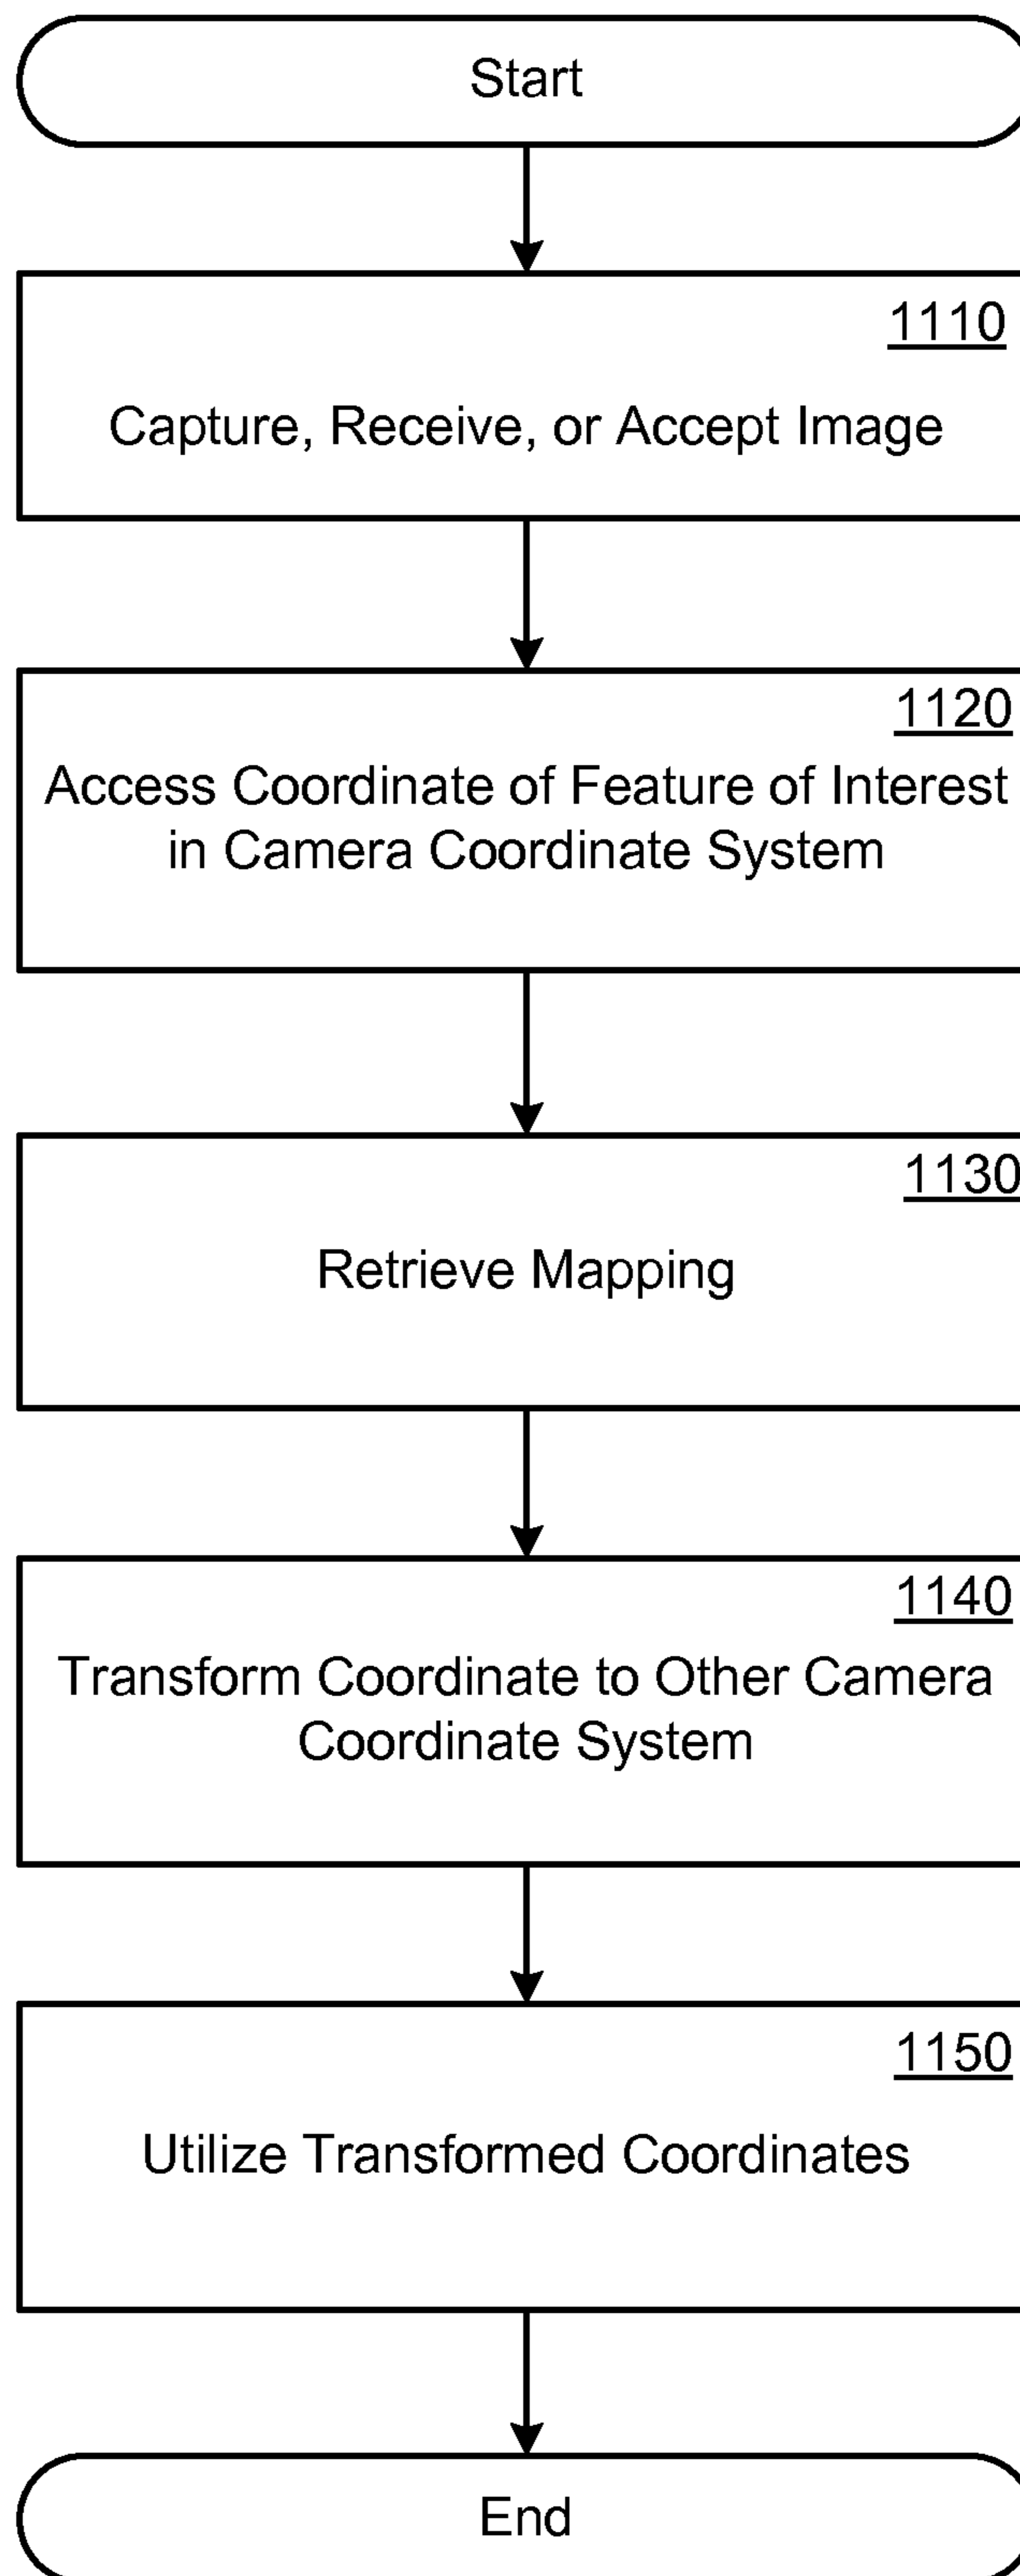 Start
1110
Capture, Receive, or Accept Image
1120
Access Coordinate of Feature of Interest
in Camera Coordinate System
1130
Retrieve Mapping
1140
Transform Coordinate to Other Camera
Coordinate System
1150
Utilize Transformed Coordinates
End